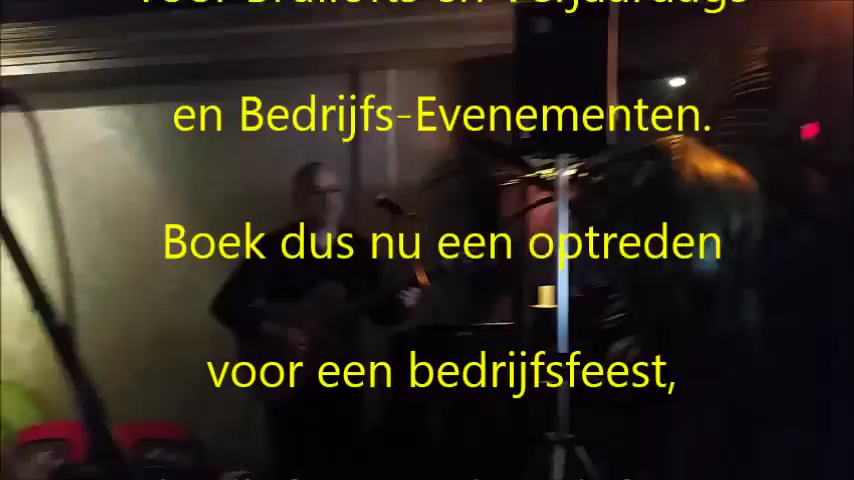 en Bedrijfs-Evenementen.
Boek dus nu een optreden
voor een bedrijfsfeest,